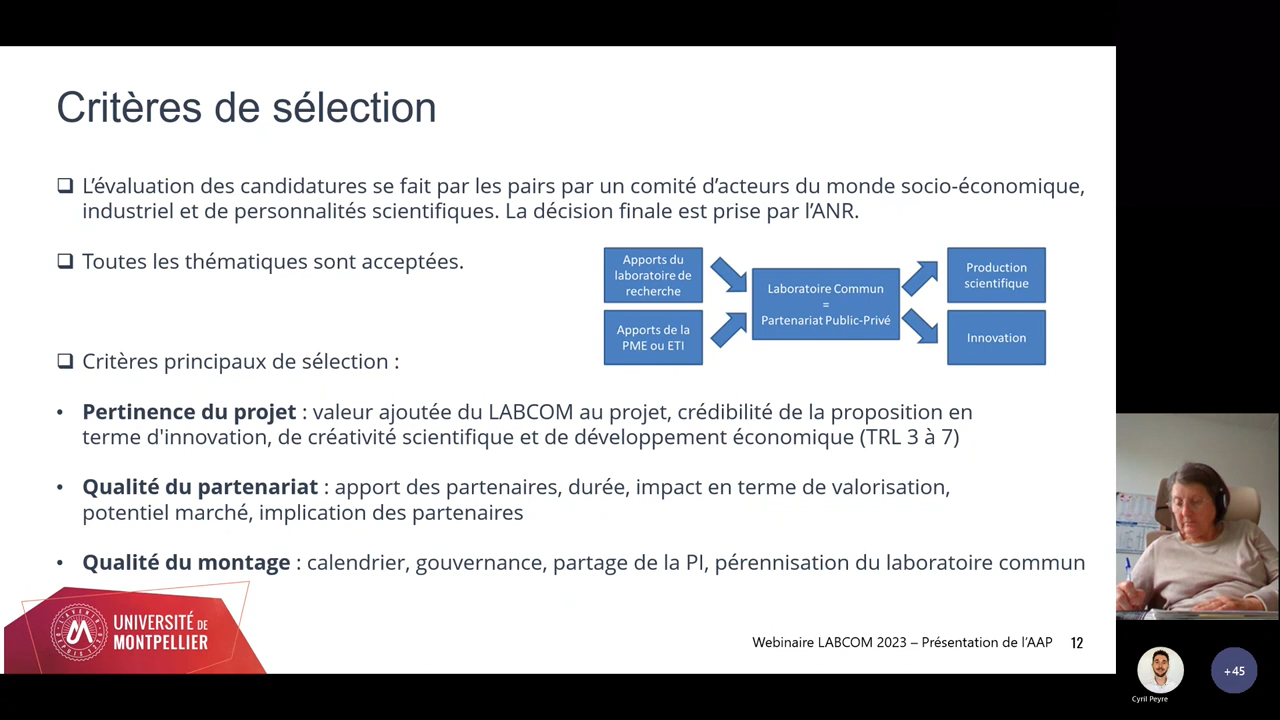 Critères de sélection
❑ L’évaluation des candidatures se fait par les pairs par un comité d’acteurs du monde socio-économique,
industriel et de personnalités scientifiques. La décision finale est prise par l’ANR.
❑ Toutes les thématiques sont acceptées.
Apports du
laboratoire de
recherche
Apports de la
PME ou ETI
Laboratoire Commun
=
Partenariat Public-Privé
Production
scientifique
Innovation
❑ Critères principaux de sélection :
• Pertinence du projet : valeur ajoutée du LABCOM au projet, crédibilité de la proposition en
terme d'innovation, de créativité scientifique et de développement économique (TRL 3 à 7)
• Qualité du partenariat : apport des partenaires, durée, impact en terme de valorisation,
potentiel marché, implication des partenaires
• Qualité du montage : calendrier, gouvernance, partage de la PI, pérennisation du laboratoire commun
UNIVERSITÉ DE
MONTPELLIER
Webinaire LABCOM 2023 – Présentation de l’AAP 12
Cyril Peyre
+45